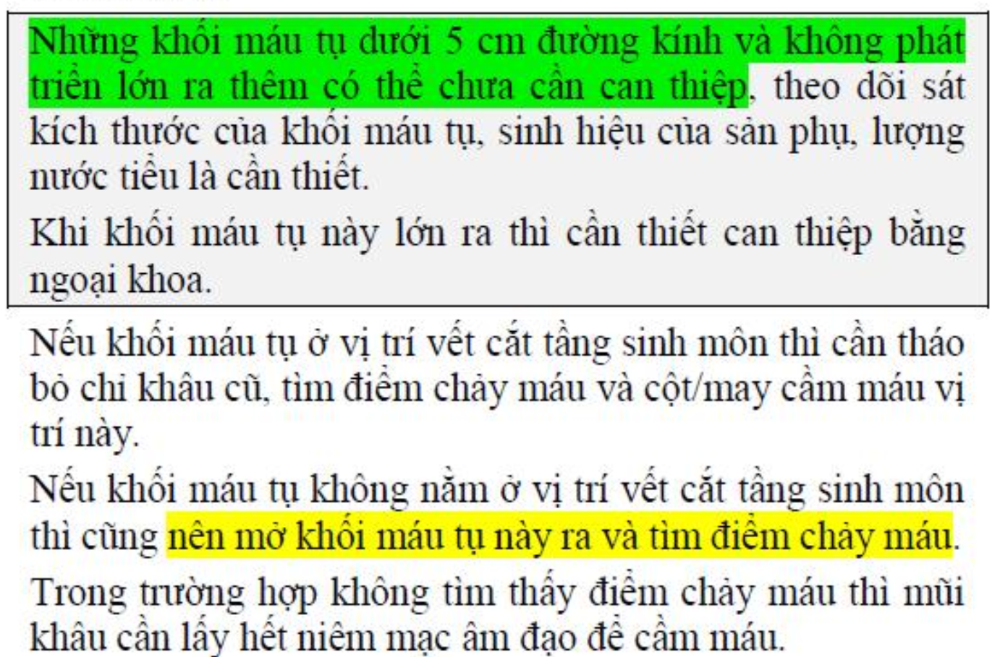 Những khối máu tụ dưới 5 cm đường kính và không phát
triển lớn ra thêm có thể chưa cần can thiệp, theo dõi sát
kích thước của khối máu tụ, sinh hiệu của sản phụ, lượng
nước tiểu là cần thiết.
Khi khối máu tụ này lớn ra thì cần thiết can thiệp bằng
ngoại khoa.
Nếu khối máu tụ ở vị trí vết cắt tầng sinh môn thì cần tháo
bỏ chỉ khâu cũ, tìm điểm chảy máu và cột/may cầm máu vị
trí này.
Nếu khối máu tụ không nằm ở vị trí vết cắt tầng sinh môn
thì cũng nên mở khối máu tụ này ra và tìm điểm chảy máu.
Trong trường hợp không tìm thấy điểm chảy máu thì mũi
khâu cần lấy hết niêm mạc âm đạo để cầm máu.